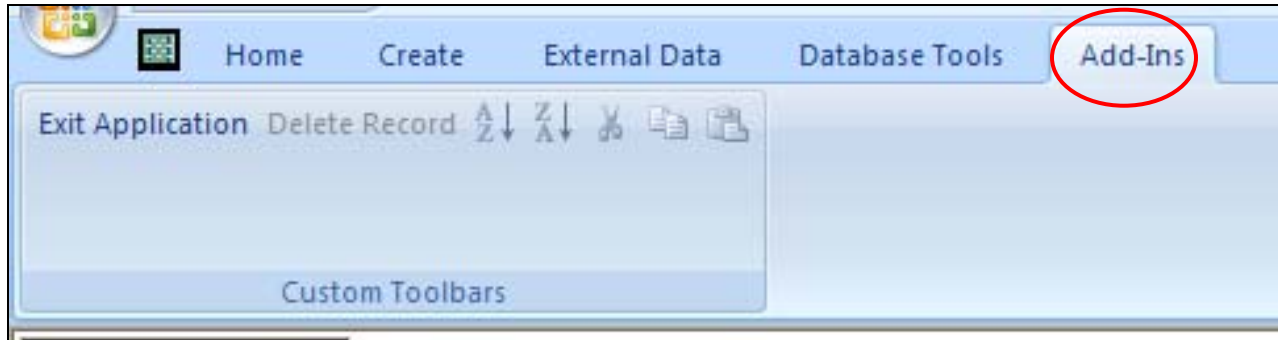 Home Create External Data Database Tools Add-Ins
Exit Application Delete Record A Z Z A
Custom Toolbars